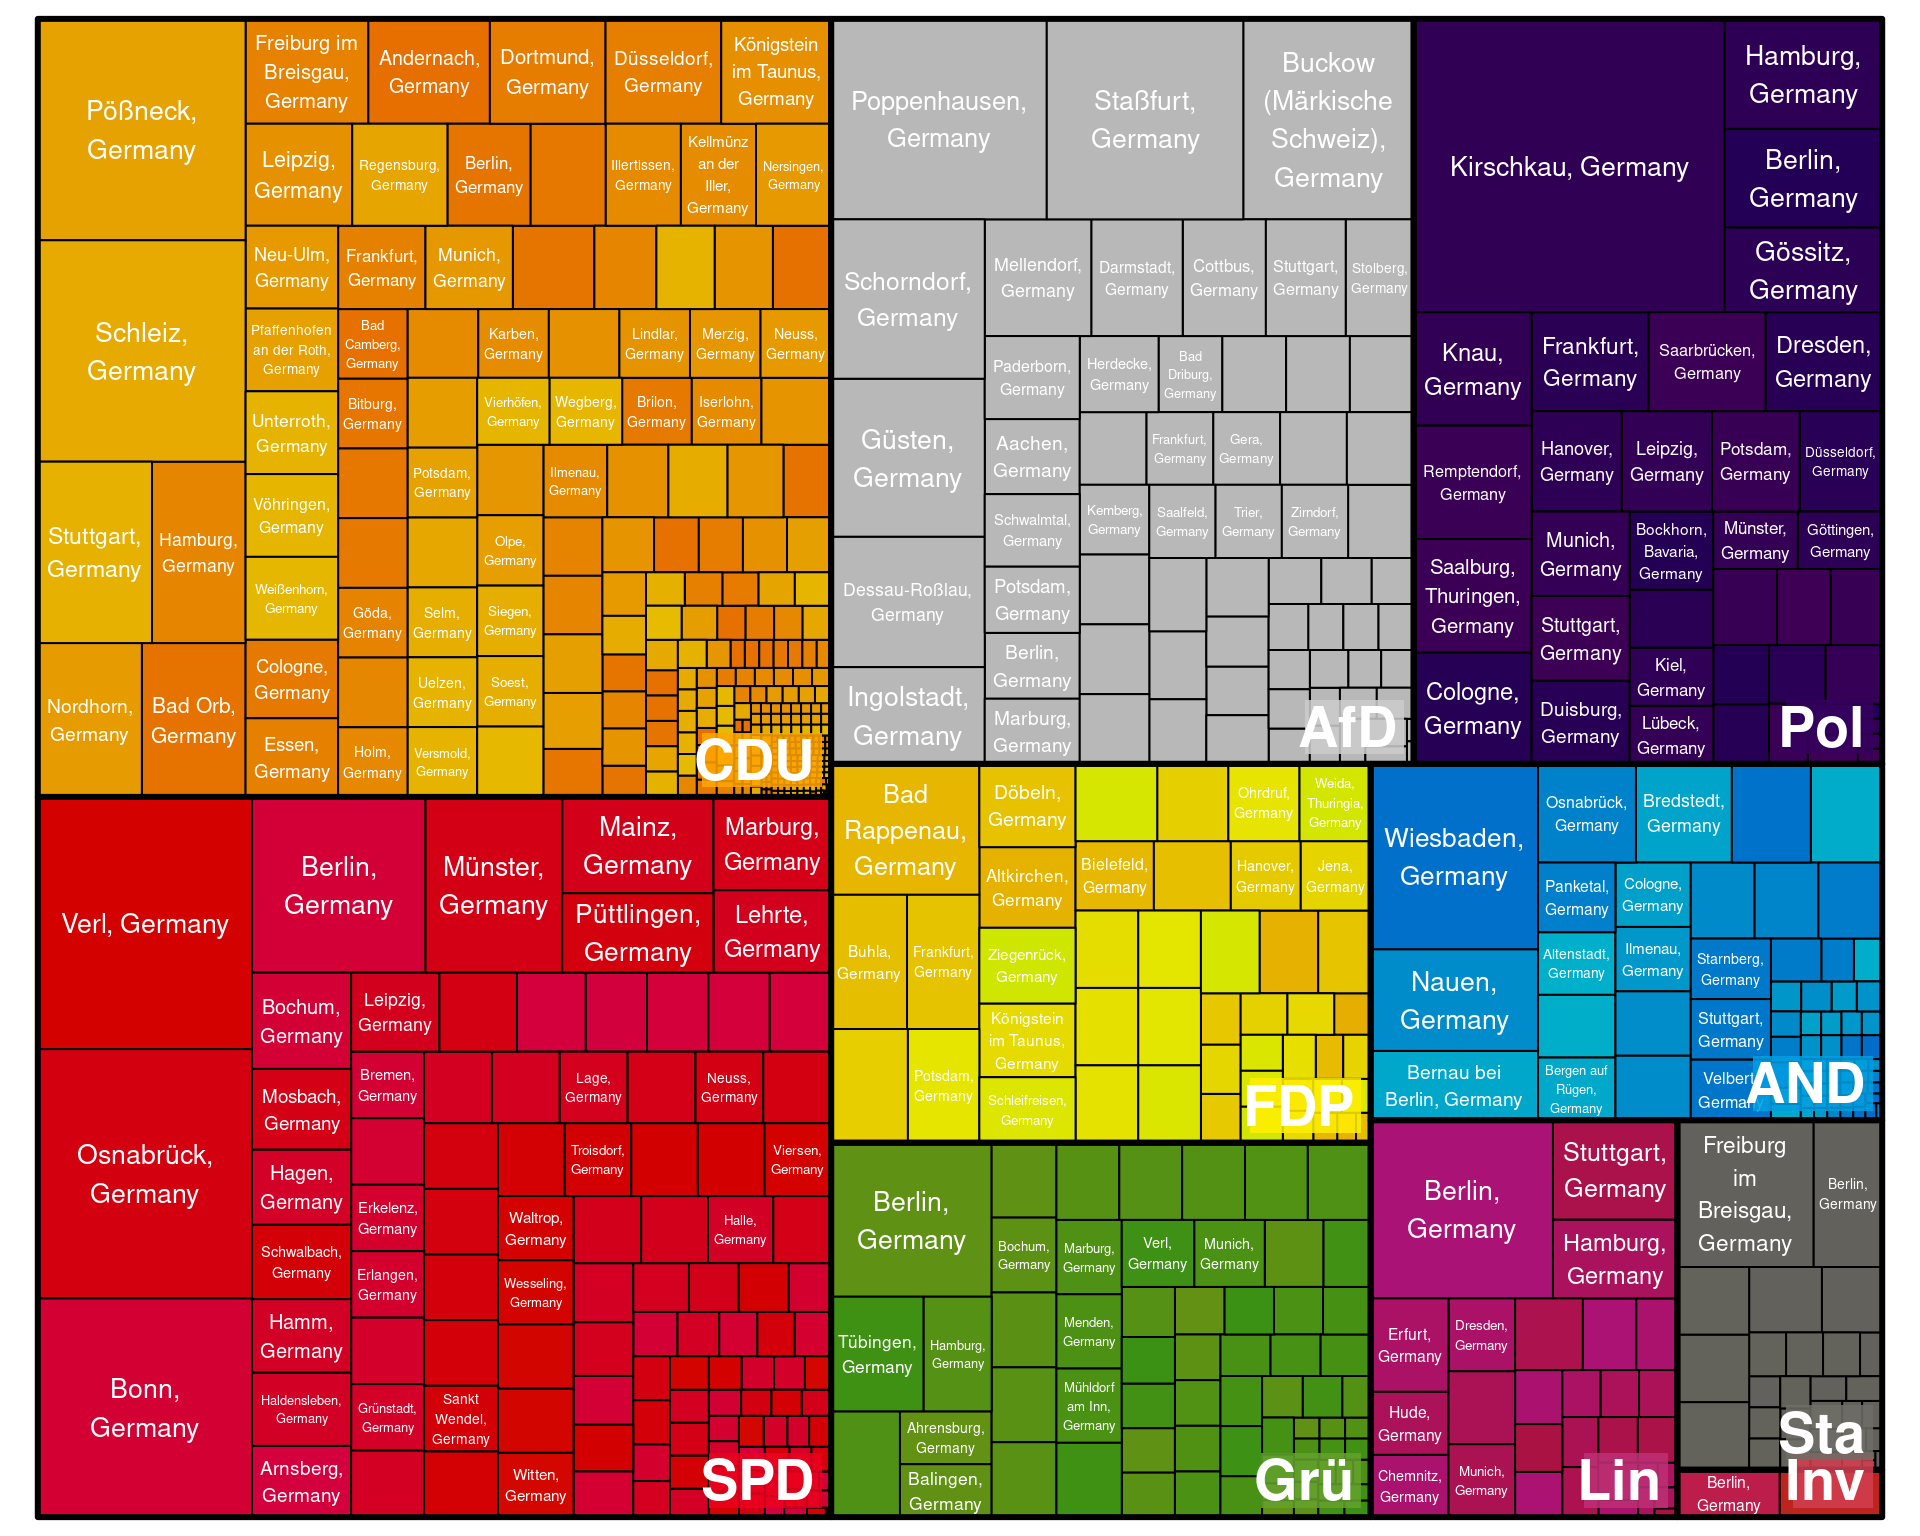 Pößneck,
Germany
Schleiz,
Germany
Stuttgart,
Germany
Hamburg,
Germany
Nordhorn,
Germany
Bad Orb,
Germany
Freiburg im
Breisgau,
Germany
Andernach,
Germany
Dortmund,
Germany
Düsseldorf,
Germany
Königstein
im Taunus,
Germany
Leipzig,
Germany
Regensburg,
Germany
Berlin,
Germany
Illertissen,
Germany
Kellmünz
an der
Iller,
Germany
Nersingen,
Germany
Neu-Ulm,
Germany
Frankfurt,
Germany
Munich,
Germany
Pfaffenhofen
an der Roth,
Germany
Bad
Camberg,
Germany
Karben,
Germany
Lindlar,
Germany
Merzig,
Germany
Neuss,
Germany
Unterroth,
Germany
Bitburg,
Germany
Vierhöfen,
Germany
Wegberg,
Germany
Brilon,
Germany
Iserlohn,
Germany
Vöhringen,
Germany
Potsdam,
Germany
Ilmenau,
Germany
Weißenhorn,
Germany
Olpe,
Germany
Göda,
Germany
Selm,
Germany
Siegen,
Germany
Cologne,
Germany
Uelzen,
Germany
Soest,
Germany
Essen,
Germany
Holm,
Germany
Versmold,
Germany
CDU
Poppenhausen,
Germany
Staßfurt,
Germany
Buckow
(Märkische
Schweiz),
Germany
Schorndorf,
Germany
Mellendorf,
Germany
Darmstadt,
Germany
Cottbus,
Germany
Stuttgart,
Germany
Stolberg,
Germany
Güsten,
Germany
Paderborn,
Germany
Herdecke,
Germany
Bad
Driburg,
Germany
Aachen,
Germany
Frankfurt,
Germany
Gera,
Germany
Schwalmtal,
Germany
Kemberg,
Germany
Saalfeld,
Germany
Trier,
Germany
Zirndorf,
Germany
Dessau-Roßlau,
Germany
Potsdam,
Germany
Berlin,
Germany
Ingolstadt,
Germany
Marburg,
Germany
AfD
Kirschkau, Germany
Hamburg,
Germany
Berlin,
Germany
Gössitz,
Germany
Knau,
Germany
Frankfurt,
Germany
Saarbrücken,
Germany
Dresden,
Germany
Remptendorf,
Germany
Hanover,
Germany
Leipzig,
Germany
Potsdam,
Germany
Düsseldorf,
Germany
Saalburg,
Thuringen,
Germany
Munich,
Germany
Bockhorn,
Bavaria,
Germany
Münster,
Germany
Göttingen,
Germany
Stuttgart,
Germany
Kiel,
Germany
Cologne,
Germany
Duisburg,
Germany
Lübeck,
Germany
Pol
Verl, Germany
Osnabrück,
Germany
Bonn,
Germany
Berlin,
Germany
Münster,
Germany
Mainz,
Germany
Marburg,
Germany
Püttlingen,
Germany
Lehrte,
Germany
Bochum,
Germany
Leipzig,
Germany
Mosbach,
Germany
Bremen,
Germany
Lage,
Germany
Neuss,
Germany
Hagen,
Germany
Troisdorf,
Germany
Viersen,
Germany
Erkelenz,
Germany
Waltrop,
Germany
Halle,
Germany
Schwalbach,
Germany
Erlangen,
Germany
Wesseling,
Germany
Hamm,
Germany
Haldensleben,
Germany
Grünstadt,
Germany
Sankt
Wendel,
Germany
Arnsberg,
Germany
Witten,
Germany
SPD
Bad
Rappenau,
Germany
Döbeln,
Germany
Ohrdruf,
Germany
Weida,
Thuringia,
Germany
Altkirchen,
Germany
Bielefeld,
Germany
Hanover,
Germany
Jena,
Germany
Buhla,
Germany
Frankfurt,
Germany
Ziegenrück,
Germany
Königstein
im Taunus,
Germany
Potsdam,
Germany
Schleifreisen,
Germany
FDP
Wiesbaden,
Germany
Osnabrück,
Germany
Bredstedt,
Germany
Panketal,
Germany
Cologne,
Germany
Nauen,
Germany
Altenstadt,
Germany
Ilmenau,
Germany
Starnberg,
Germany
Stuttgart,
Germany
Bernau bei
Berlin, Germany
Bergen auf
Rügen,
Germany
Velbert,
Germany
AND
Berlin,
Germany
Bochum,
Germany
Marburg,
Germany
Verl,
Germany
Munich,
Germany
Tübingen,
Germany
Hamburg,
Germany
Menden,
Germany
Mühldorf
am Inn,
Germany
Ahrensburg,
Germany
Balingen,
Germany
Grü
Berlin,
Germany
Stuttgart,
Germany
Hamburg,
Germany
Erfurt,
Germany
Dresden,
Germany
Hude,
Germany
Chemnitz,
Germany
Munich,
Germany
Lin
Freiburg
im
Breisgau,
Germany
Berlin,
Germany
Sta
Berlin,
Germany
Inv